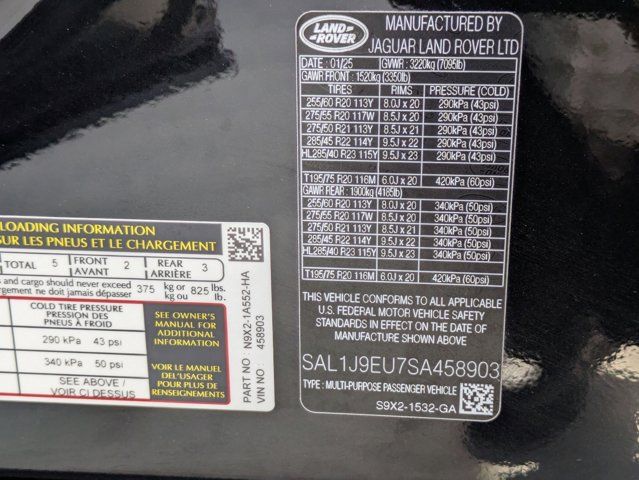 LAND
ROVER
MANUFACTURED BY
JAGUAR LAND ROVER LTD
DATE : 01/25 GVWR : 3220kg (7095lb)
GAWR FRONT : 1520kg (3350lb)
TIRES RIMS PRESSURE (COLD)
255/60 R20 113Y 8.0J x 20 290kPa (43psi)
275/55 R20 117W 8.5J x 20 290kPa (43psi)
275/50 R21 113Y 8.5J x 21 290kPa (43psi)
285/45 R22 114Y 9.5J x 22 290kPa (43psi)
HL285/40 R23 115Y 9.5J x 23 290kPa (43psi)
T195/75 R20 116M 6.0J x 20 420kPa (60psi)
GAWR REAR : 1900kg (4185lb)
255/60 R20 113Y 8.0J x 20 340kPa (50psi)
275/55 R20 117W 8.5J x 20 340kPa (50psi)
275/50 R21 113Y 8.5J x 21 340kPa (50psi)
285/45 R22 114Y 9.5J x 22 340kPa (50psi)
HL285/40 R23 115Y 9.5J x 23 340kPa (50psi)
T195/75 R20 116M 6.0J x 20 420kPa (60psi)
THIS VEHICLE CONFORMS TO ALL APPLICABLE
U.S. FEDERAL MOTOR VEHICLE SAFETY
STANDARDS IN EFFECT ON THE DATE OF
MANUFACTURE SHOWN ABOVE
SAL1J9EU7SA458903
TYPE : MULTI-PURPOSE PASSENGER VEHICLE
S9X2-1532-GA
LOADING INFORMATION
SUR LES PNEUS ET LE CHARGEMENT
TOTAL 5 FRONT AVANT 2 REAR ARRIÈRE 3
and cargo should never exceed 375 kg or 825 lbs.
ne doit jamais dépasser kg ou lb.
COLD TIRE PRESSURE
PRESSION DES
PNEUS À FROID
290 kPa 43 psi
340 kPa 50 psi
SEE ABOVE /
VOIR CI DESSUS
SEE OWNER'S
MANUAL FOR
ADDITIONAL
INFORMATION
VOIR LE MANUEL
DE L'USAGER
POUR PLUS DE
RENSEIGNEMENTS
PART NO N9X2-1A552-HA
VIN NO 458903